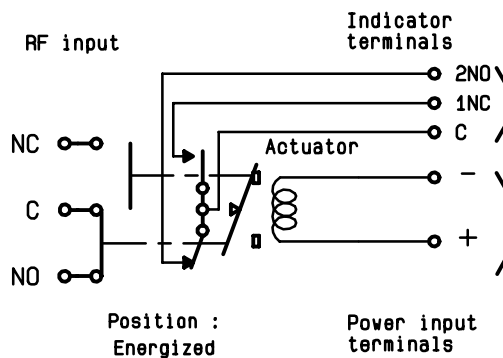 RF input
Indicator
terminals
2NO
1NC
C
NC
Actuator
C
-
+
NO
Position :
Energized
Power input
terminals